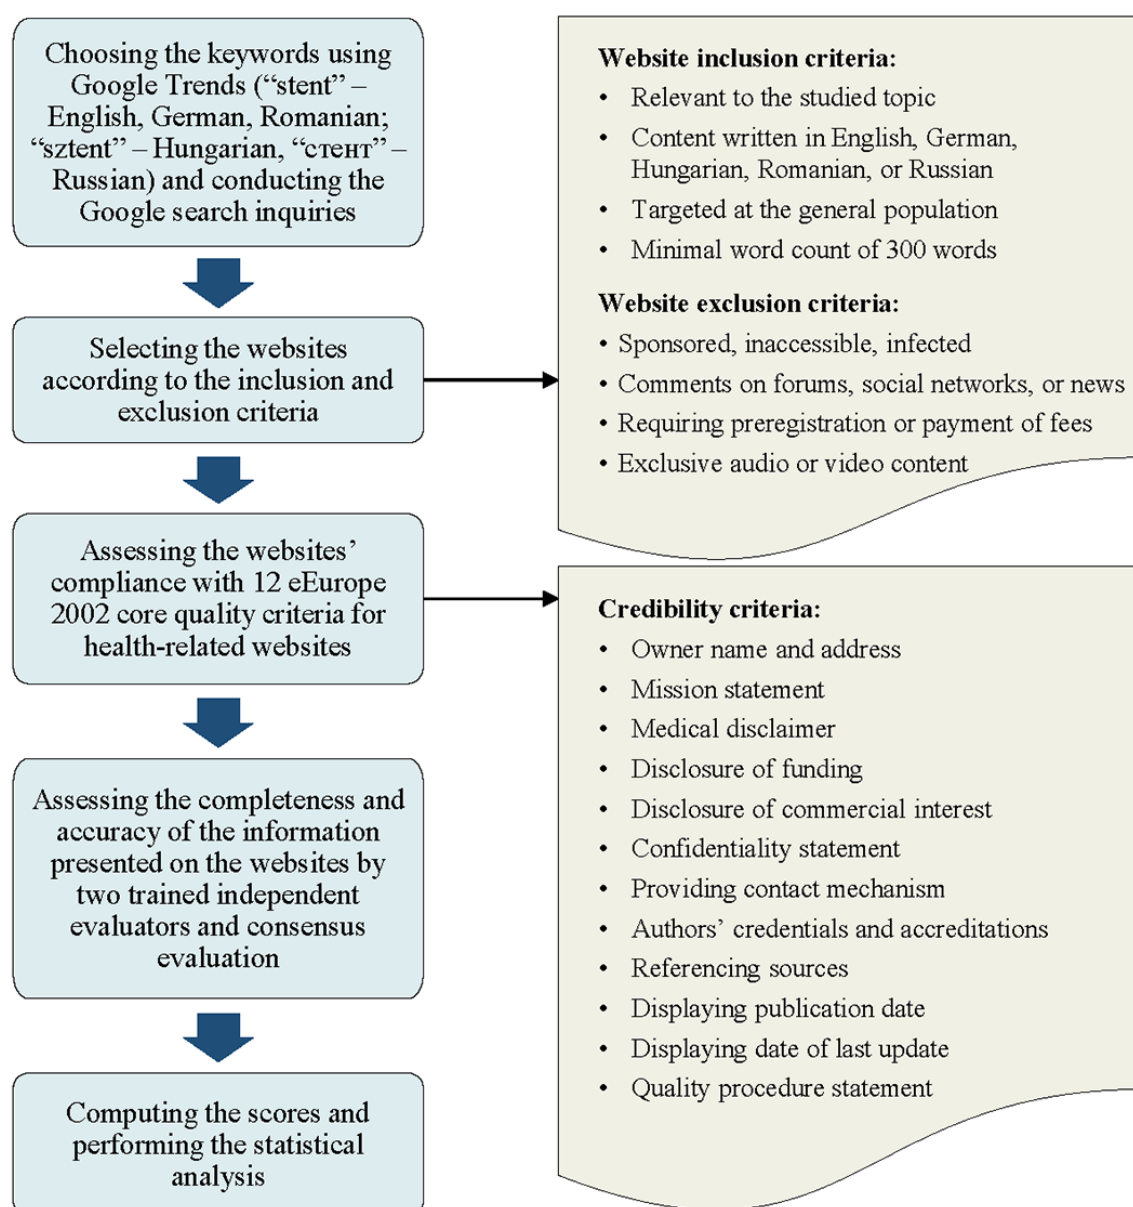 Choosing the keywords using
Google Trends (“stent” –
English, German, Romanian;
“sztent” – Hungarian, “стент” –
Russian) and conducting the
Google search inquiries
Selecting the websites
according to the inclusion and
exclusion criteria
Assessing the websites’
compliance with 12 eEurope
2002 core quality criteria for
health-related websites
Assessing the completeness and
accuracy of the information
presented on the websites by
two trained independent
evaluators and consensus
evaluation
Computing the scores and
performing the statistical
analysis
Website inclusion criteria:
• Relevant to the studied topic
• Content written in English, German,
Hungarian, Romanian, or Russian
• Targeted at the general population
• Minimal word count of 300 words
Website exclusion criteria:
• Sponsored, inaccessible, infected
• Comments on forums, social networks, or news
• Requiring preregistration or payment of fees
• Exclusive audio or video content
Credibility criteria:
• Owner name and address
• Mission statement
• Medical disclaimer
• Disclosure of funding
• Disclosure of commercial interest
• Confidentiality statement
• Providing contact mechanism
• Authors’ credentials and accreditations
• Referencing sources
• Displaying publication date
• Displaying date of last update
• Quality procedure statement